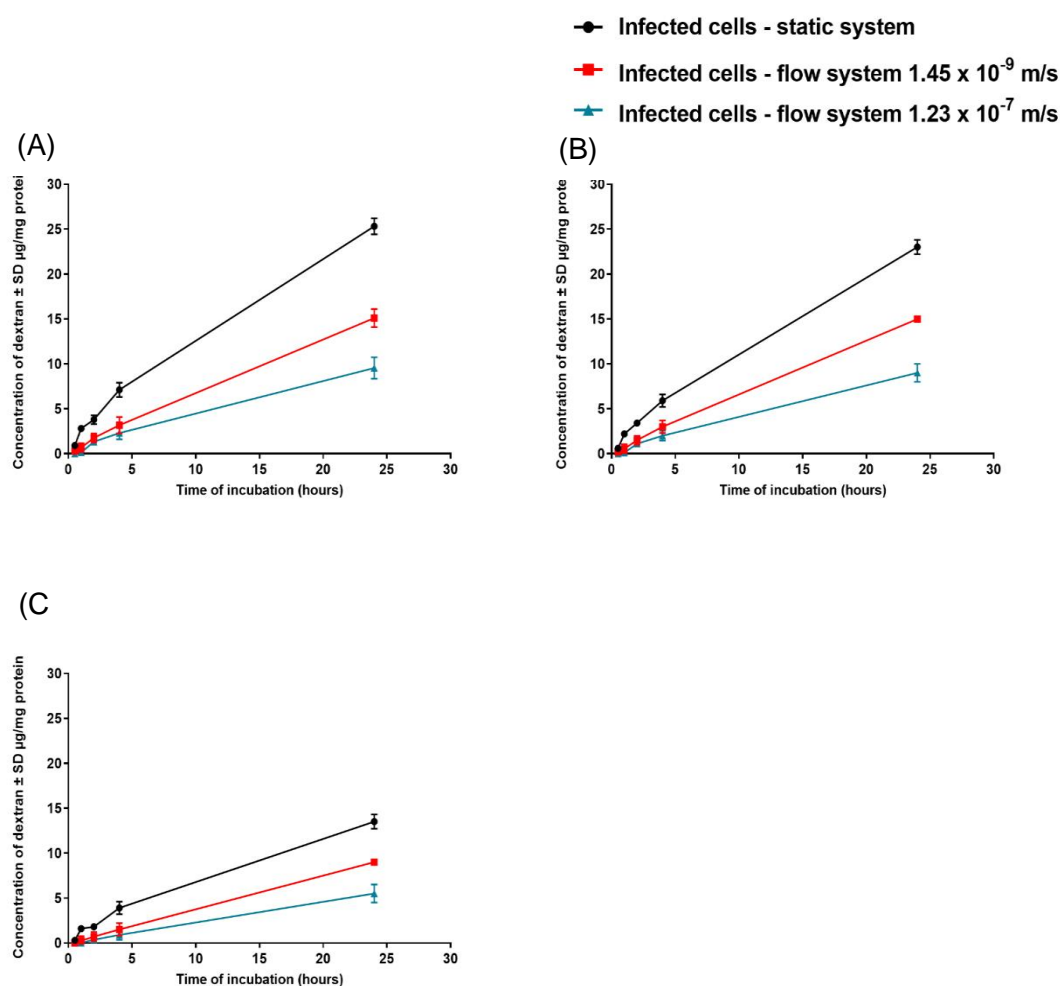 Infected cells - static system
Infected cells - flow system 1.45 x 10⁻⁹ m/s
Infected cells - flow system 1.23 x 10⁻⁷ m/s
(A)
Concentration of dextran ± SD µg/mg protei
30
25
20
15
10
5
0
0 5 10 15 20 25 30
Time of incubation (hours)
(B)
Concentration of dextran ± SD µg/mg prote
30
25
20
15
10
5
0
0 5 10 15 20 25 30
Time of incubation (hours)
(C
Concentration of dextran ± SD µg/mg protein
30
25
20
15
10
5
0
0 5 10 15 20 25 30
Time of incubation (hours)